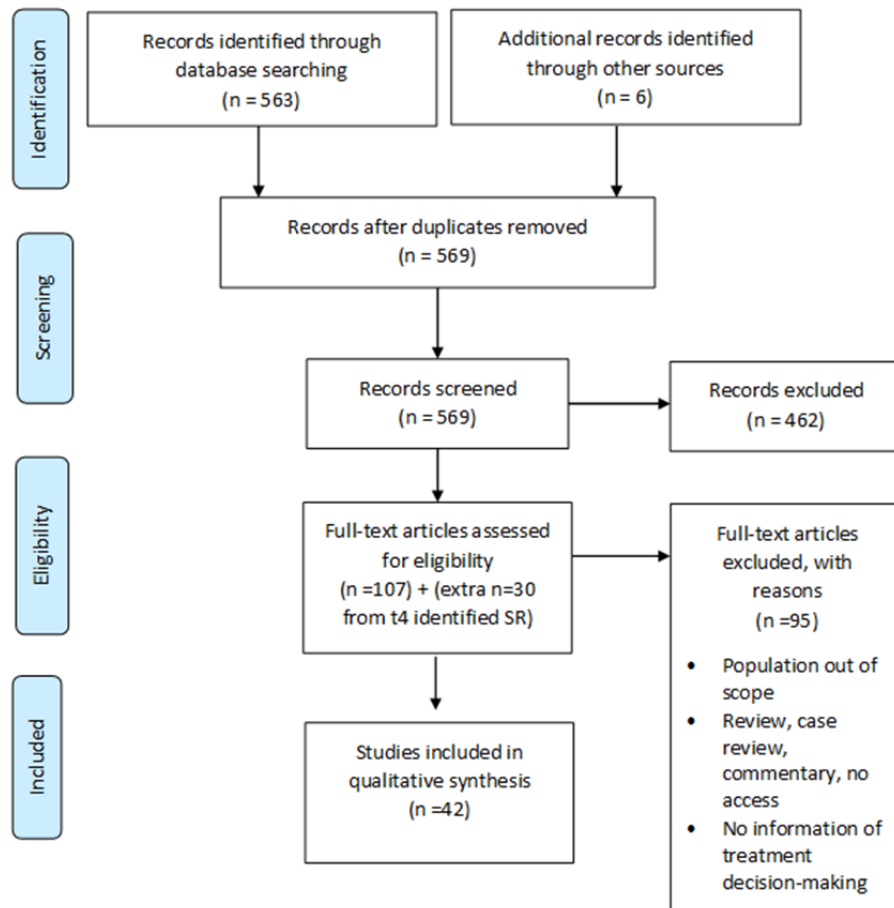 Identification
Records identified through
database searching
(n = 563)
Additional records identified
through other sources
(n = 6)
Records after duplicates removed
(n = 569)
Screening
Records screened
(n = 569)
Records excluded
(n = 462)
Eligibility
Full-text articles assessed
for eligibility
(n =107) + (extra n=30
from t4 identified SR)
Full-text articles
excluded, with
reasons
(n =95)
• Population out of
scope
• Review, case
review,
commentary, no
access
• No information of
treatment
decision-making
Included
Studies included in
qualitative synthesis
(n =42)